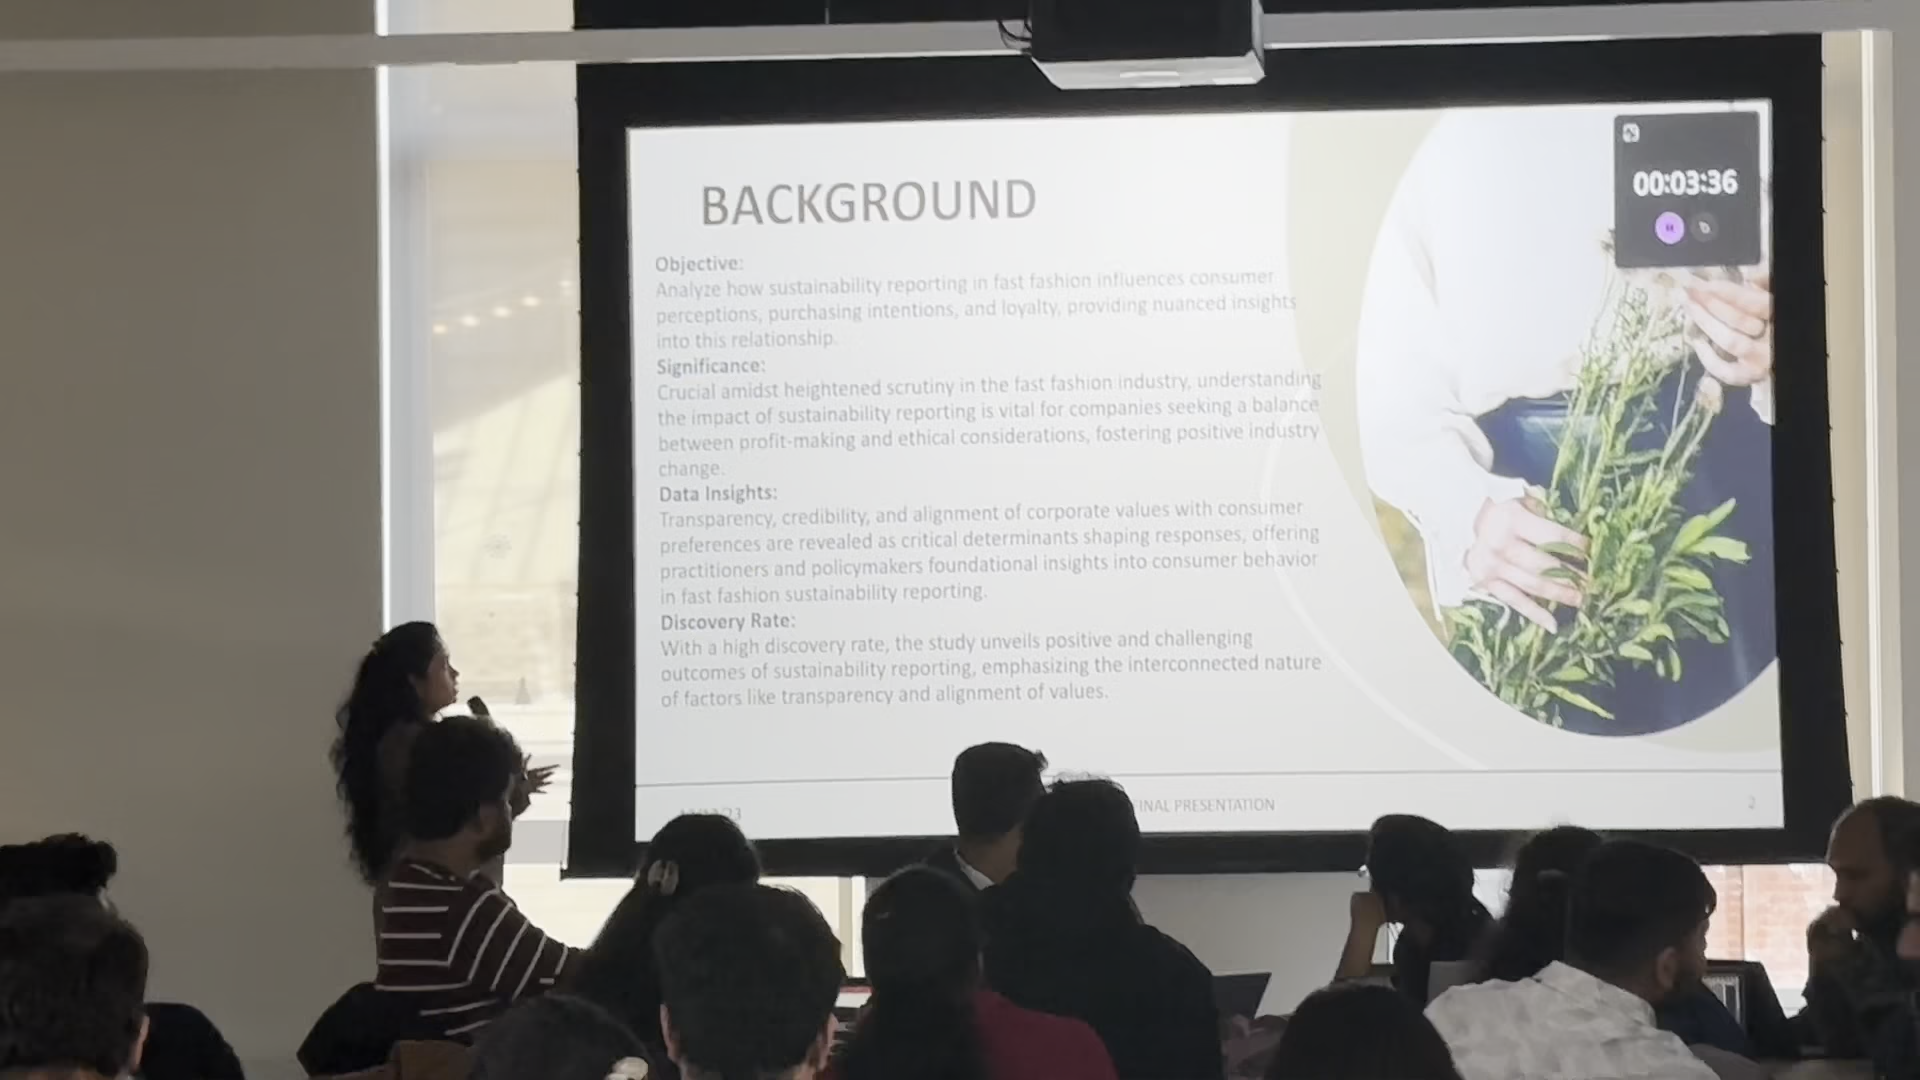 00:03:36
BACKGROUND
Objective:
Analyze how sustainability reporting in fast fashion influences consumer
perceptions, purchasing intentions, and loyalty, providing nuanced insights
into this relationship.
Significance:
Crucial amidst heightened scrutiny in the fast fashion industry, understanding
the impact of sustainability reporting is vital for companies seeking a balance
between profit-making and ethical considerations, fostering positive industry
change.
Data Insights:
Transparency, credibility, and alignment of corporate values with consumer
preferences are revealed as critical determinants shaping responses, offering
practitioners and policymakers foundational insights into consumer behavior
in fast fashion sustainability reporting.
Discovery Rate:
With a high discovery rate, the study unveils positive and challenging
outcomes of sustainability reporting, emphasizing the interconnected nature
of factors like transparency and alignment of values.
INAL PRESENTATION
2